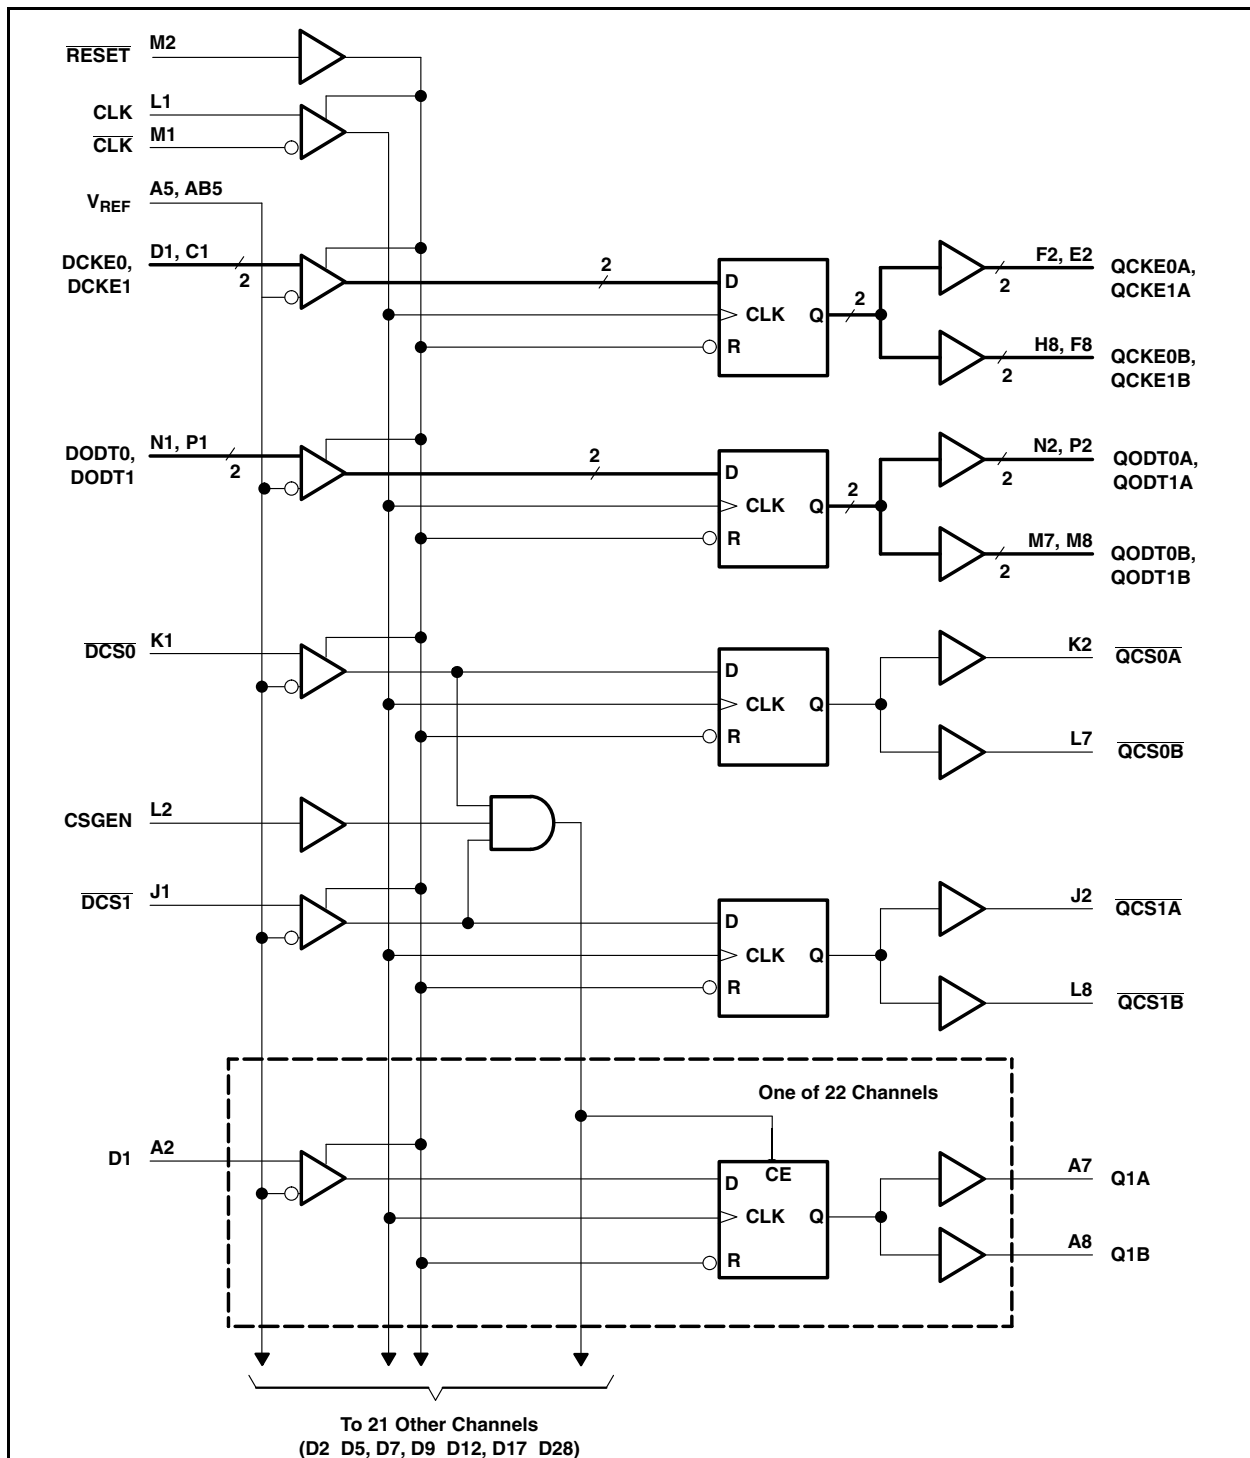 RESET M2
CLK L1
CLK M1
VREF A5, AB5
DCKE0, D1, C1
DCKE1 2
2
D
CLK Q
R
2
F2, E2
2
QCKE0A,
QCKE1A
H8, F8
2
QCKE0B,
QCKE1B
DODT0, N1, P1
DODT1 2
2
D
CLK Q
R
2
N2, P2
2
QODT0A,
QODT1A
M7, M8
2
QODT0B,
QODT1B
DCS0 K1
D
CLK Q
R
K2 QCS0A
L7 QCS0B
CSGEN L2
DCS1 J1
D
CLK Q
R
J2 QCS1A
L8 QCS1B
One of 22 Channels
D1 A2
CE
D
CLK Q
R
A7 Q1A
A8 Q1B
To 21 Other Channels
(D2 D5, D7, D9 D12, D17 D28)